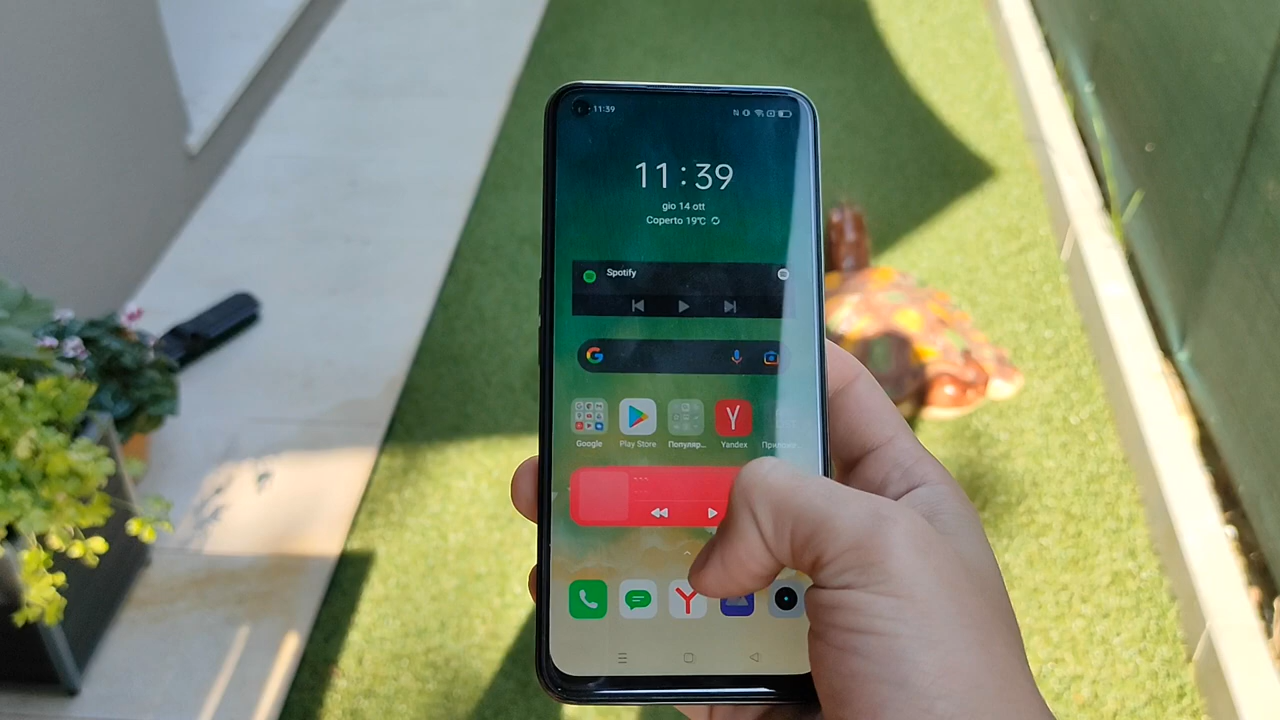 11:39
11:39
gio 14 ott
Coperto 19°C
Spotify
Google
Play Store
Популяр...
Yandex